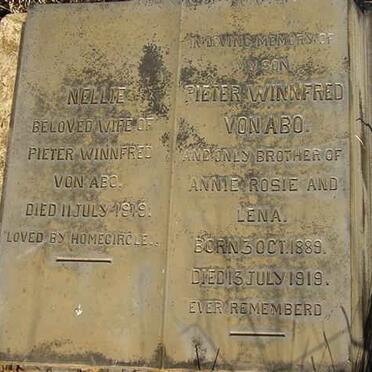 NELLIE
BELOVED WIFE OF
PIETER WINNFRED
VON ABO.
DIED 11 JULY 1919.
LOVED BY HOMECIRCLE.
IN LOVING MEMORY OF
MY SON
PIETER WINNFRED
VON ABO.
AND ONLY BROTHER OF
ANNIE ROSIE AND
LENA.
BORN 3 OCT. 1889.
DIED 13 JULY 1919.
EVER REMEMBERD